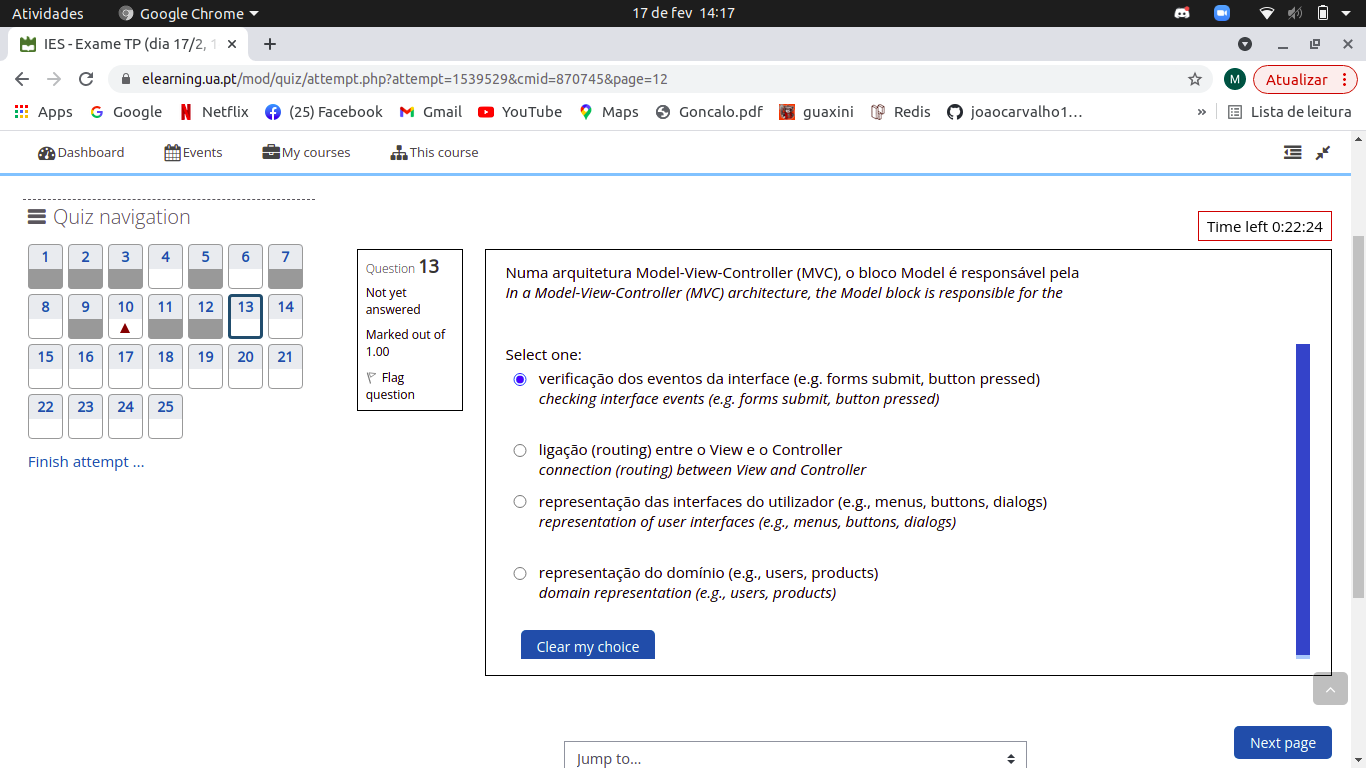 Atividades
Google Chrome
17 de fev 14:17
IES - Exame TP (dia 17/2, 1
elearning.ua.pt/mod/quiz/attempt.php?attempt=1539529&cmid=870745&page=12
M
Atualizar
Apps
Google
Netflix
(25) Facebook
Gmail
YouTube
Maps
Goncalo.pdf
guaxini
Redis
joaocarvalho1...
»
Lista de leitura
Dashboard
Events
My courses
This course
Quiz navigation
1 2 3 4 5 6 7
8 9 10 11 12 13 14
15 16 17 18 19 20 21
22 23 24 25
Finish attempt ...
Time left 0:22:24
Question 13
Not yet
answered
Marked out of
1.00
Flag
question
Numa arquitetura Model-View-Controller (MVC), o bloco Model é responsável pela
In a Model-View-Controller (MVC) architecture, the Model block is responsible for the
Select one:
verificação dos eventos da interface (e.g. forms submit, button pressed)
checking interface events (e.g. forms submit, button pressed)
ligação (routing) entre o View e o Controller
connection (routing) between View and Controller
representação das interfaces do utilizador (e.g., menus, buttons, dialogs)
representation of user interfaces (e.g., menus, buttons, dialogs)
representação do domínio (e.g., users, products)
domain representation (e.g., users, products)
Clear my choice
Next page
Jump to...